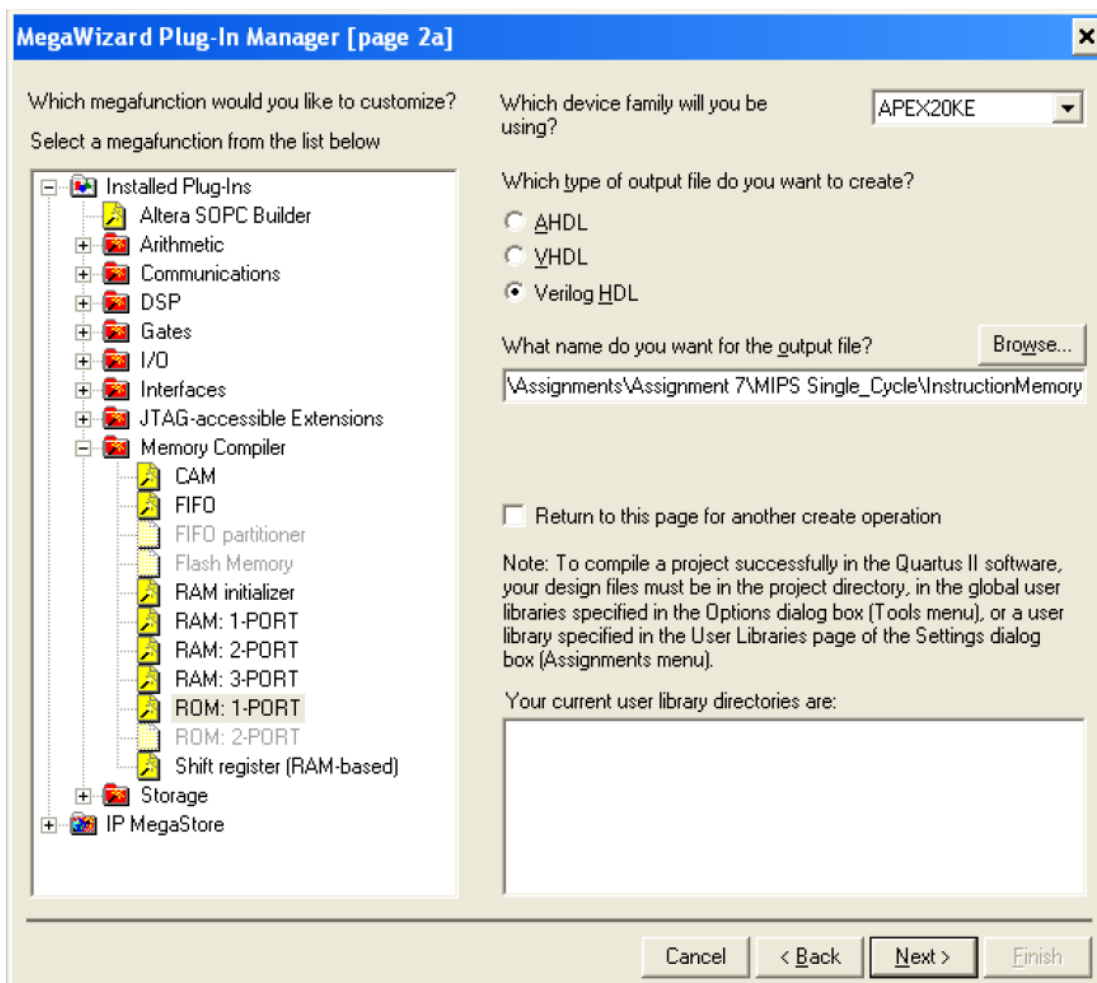 MegaWizard Plug-In Manager [page 2a]
Which megafunction would you like to customize?
Select a megafunction from the list below
Installed Plug-Ins
Altera SOPC Builder
Arithmetic
Communications
DSP
Gates
I/O
Interfaces
JTAG-accessible Extensions
Memory Compiler
CAM
FIFO
FIFO partitioner
Flash Memory
RAM initializer
RAM: 1-PORT
RAM: 2-PORT
RAM: 3-PORT
ROM: 1-PORT
ROM: 2-PORT
Shift register (RAM-based)
Storage
IP MegaStore
Which device family will you be
using?
APEX20KE
Which type of output file do you want to create?
AHDL
VHDL
Verilog HDL
What name do you want for the output file?
Browse...
\Assignments\Assignment 7\MIPS Single_Cycle\InstructionMemory
Return to this page for another create operation
Note: To compile a project successfully in the Quartus II software,
your design files must be in the project directory, in the global user
libraries specified in the Options dialog box (Tools menu), or a user
library specified in the User Libraries page of the Settings dialog
box (Assignments menu).
Your current user library directories are:
Cancel
< Back
Next >
Finish